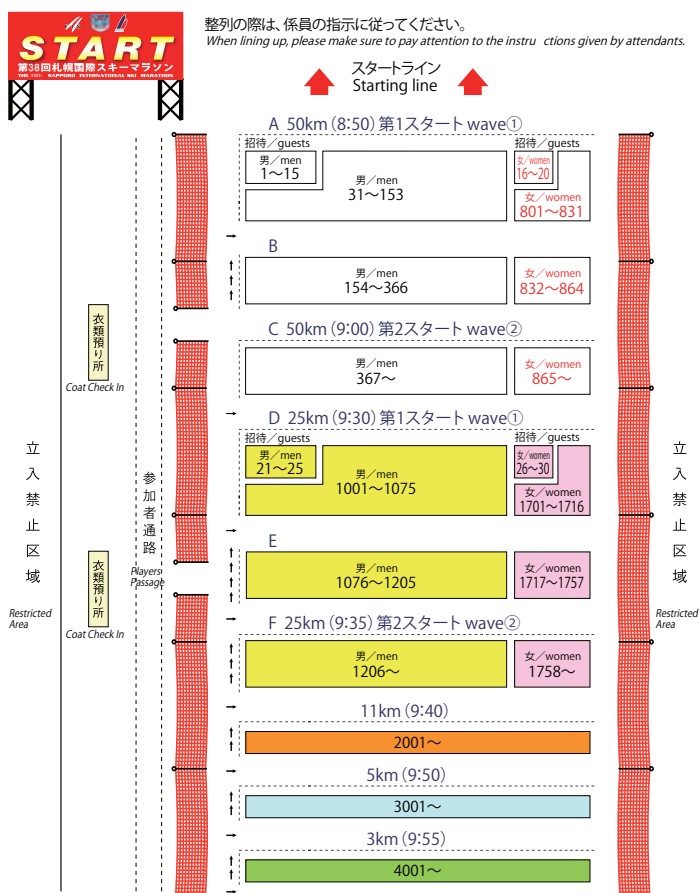 START
第38回札幌国際スキーマラソン
THE 38th SAPPORO INTERNATIONAL SKI MARATHON
整列の際は、係員の指示に従ってください。
When lining up, please make sure to pay attention to the instru ctions given by attendants.
スタートライン
Starting line
A 50km (8:50) 第1スタート wave①
招待／guests
男／men
1〜15
男／men
31〜153
招待／guests
女／women
16〜20
女／women
801〜831
B
男／men
154〜366
女／women
832〜864
C 50km (9:00) 第2スタート wave②
男／men
367〜
女／women
865〜
D 25km (9:30) 第1スタート wave①
招待／guests
男／men
21〜25
男／men
1001〜1075
招待／guests
女／women
26〜30
女／women
1701〜1716
E
男／men
1076〜1205
女／women
1717〜1757
F 25km (9:35) 第2スタート wave②
男／men
1206〜
女／women
1758〜
11km (9:40)
2001〜
5km (9:50)
3001〜
3km (9:55)
4001〜
衣類預り所
Coat Check In
衣類預り所
Coat Check In
立入禁止区域
Restricted
Area
参加者通路
Players
Passage
立入禁止区域
Restricted
Area